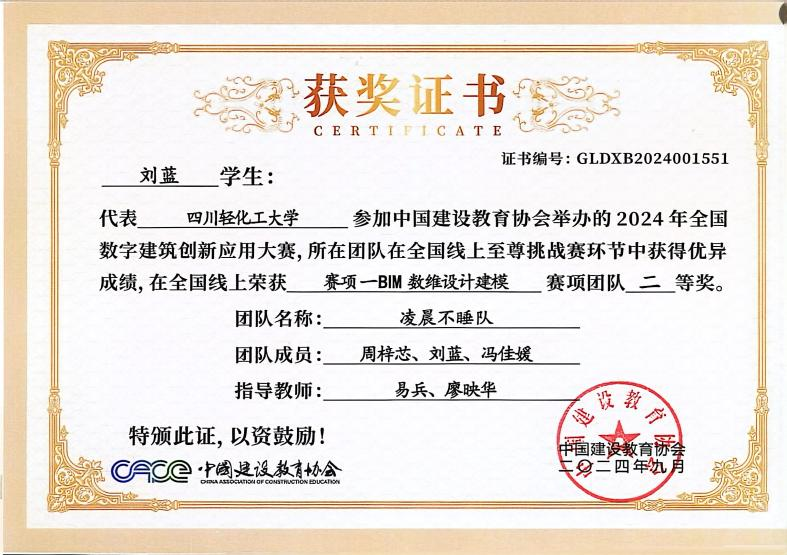 获奖证书
CERTIFICATE
证书编号：GLDXB2024001551
刘蓝 学生：
代表 四川轻化工大学 参加中国建设教育协会举办的2024年全国
数字建筑创新应用大赛，所在团队在全国线上至尊挑战赛环节中获得优异
成绩，在全国线上荣获 赛项一BIM 数维设计建模 赛项团队 二 等奖。
团队名称： 凌晨不睡队
团队成员： 周梓芯、刘蓝、冯佳媛
指导教师： 易兵、廖映华
特颁此证，以资鼓励！
中国建设教育协会
中国建设教育协会
二〇二四年九月
CACE 中国建设教育协会
CHINA ASSOCIATION OF CONSTRUCTION EDUCATION